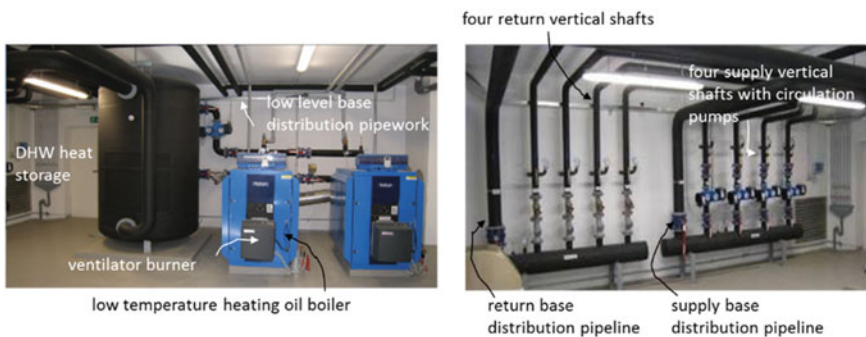 four return vertical shafts
four supply vertical
shafts with circulation
pumps
low level base
distribution pipework
DHW heat
storage
ventilator burner
low temperature heating oil boiler
return base
distribution pipeline
supply base
distribution pipeline